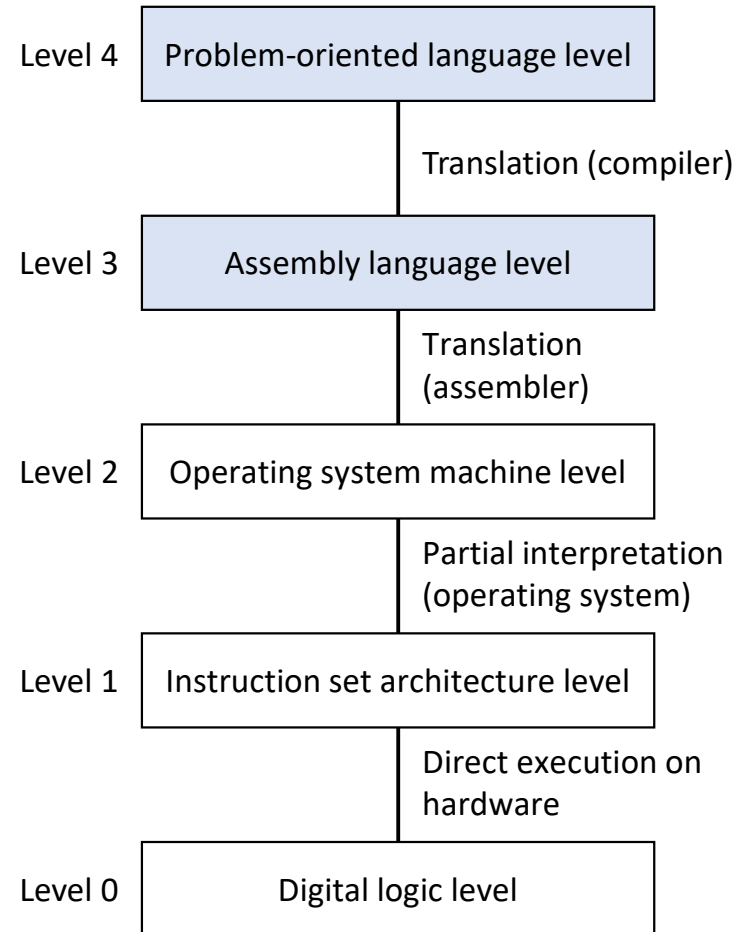 Level 4
Problem-oriented language level
Translation (compiler)
Level 3
Assembly language level
Translation
(assembler)
Level 2
Operating system machine level
Partial interpretation
(operating system)
Level 1
Instruction set architecture level
Direct execution on
hardware
Level 0
Digital logic level